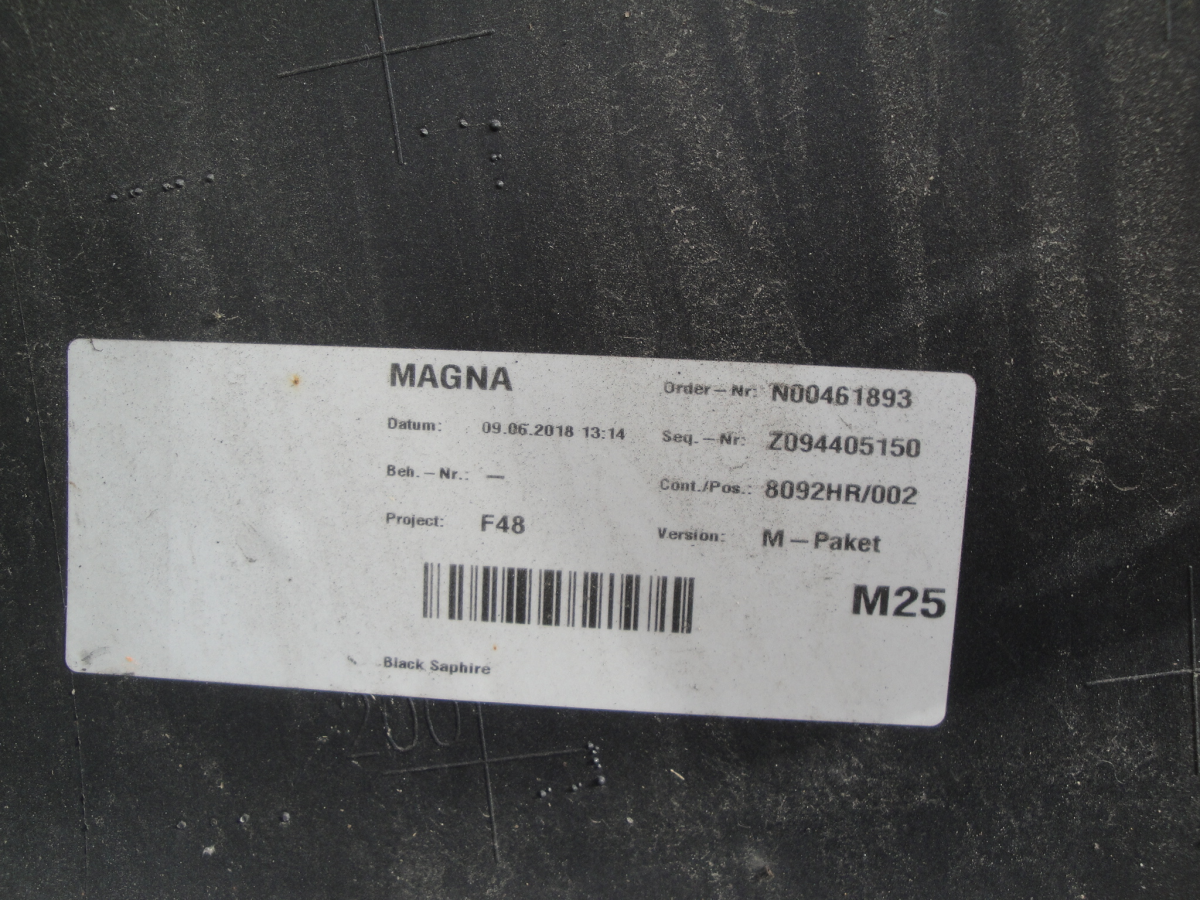 MAGNA
Datum: 09.06.2018 13:14
Beh.-Nr.: —
Project: F48
Order-Nr: N00461893
Seq.-Nr: Z094405150
Cont./Pos.: 8092HR/002
Version: M-Paket
M25
Black Saphire
200